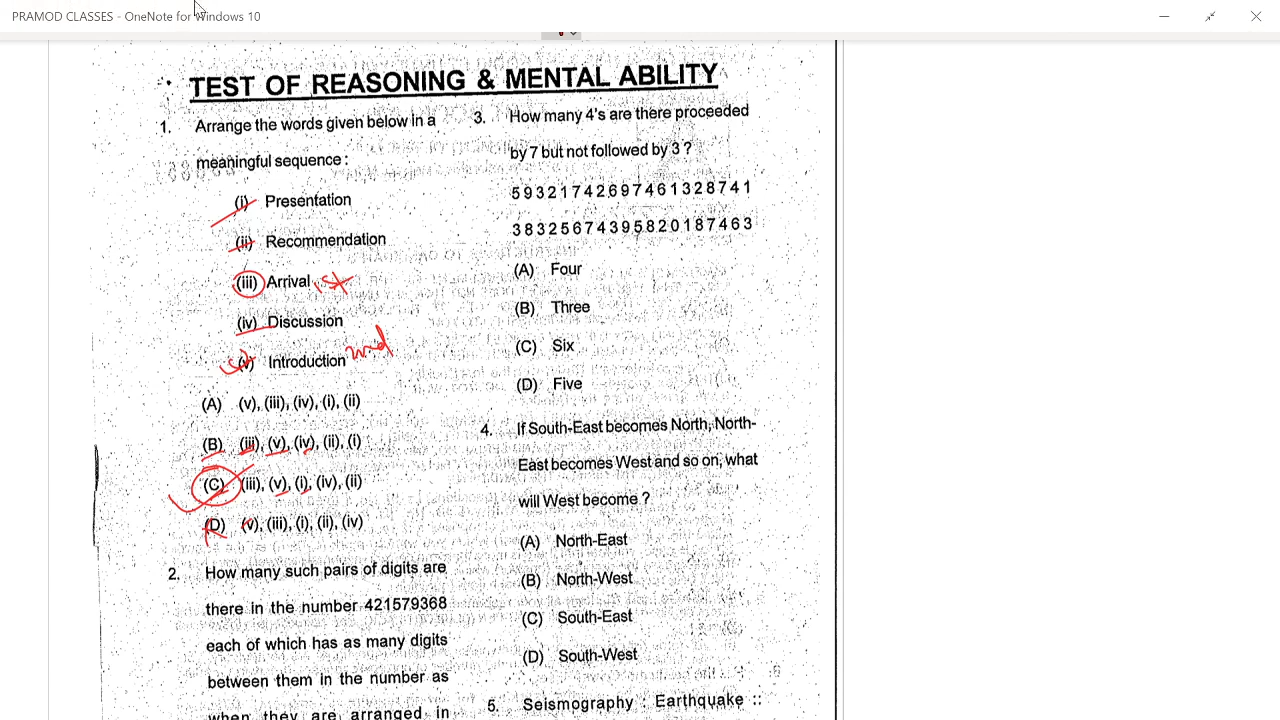 PRAMOD CLASSES - OneNote for Windows 10
TEST OF REASONING & MENTAL ABILITY
1. Arrange the words given below in a
meaningful sequence :
(i) Presentation
(ii) Recommendation
(iii) Arrival
(iv) Discussion
(v) Introduction
(A) (v), (iii), (iv), (i), (ii)
(B) (iii), (v), (iv), (ii), (i)
(C) (iii), (v), (i), (iv), (ii)
(D) (v), (iii), (i), (ii), (iv)
2. How many such pairs of digits are
there in the number 421579368
each of which has as many digits
between them in the number as
when they are arranged in
3. How many 4's are there proceeded
by 7 but not followed by 3 ?
5 9 3 2 1 7 4 2 6 9 7 4 6 1 3 2 8 7 4 1
3 8 3 2 5 6 7 4 3 9 5 8 2 0 1 8 7 4 6 3
(A) Four
(B) Three
(C) Six
(D) Five
4. If South-East becomes North, North-
East becomes West and so on, what
will West become ?
(A) North-East
(B) North-West
(C) South-East
(D) South-West
5. Seismography : Earthquake ::